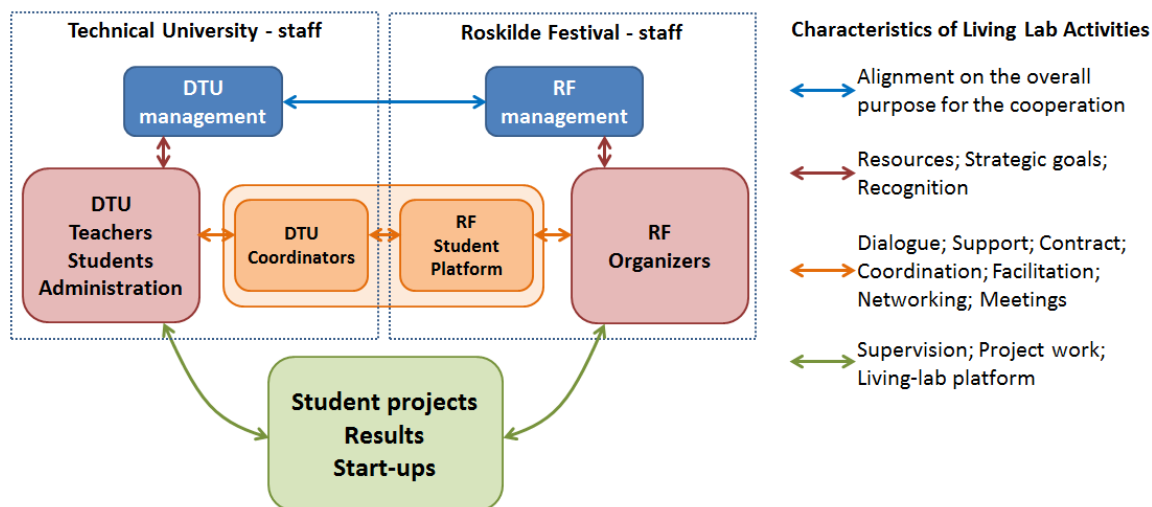 Technical University - staff
Roskilde Festival - staff
DTU
management
RF
management
DTU
Teachers
Students
Administration
DTU
Coordinators
RF
Student
Platform
RF
Organizers
Student projects
Results
Start-ups
Characteristics of Living Lab Activities
Alignment on the overall
purpose for the cooperation
Resources; Strategic goals;
Recognition
Dialogue; Support; Contract;
Coordination; Facilitation;
Networking; Meetings
Supervision; Project work;
Living-lab platform